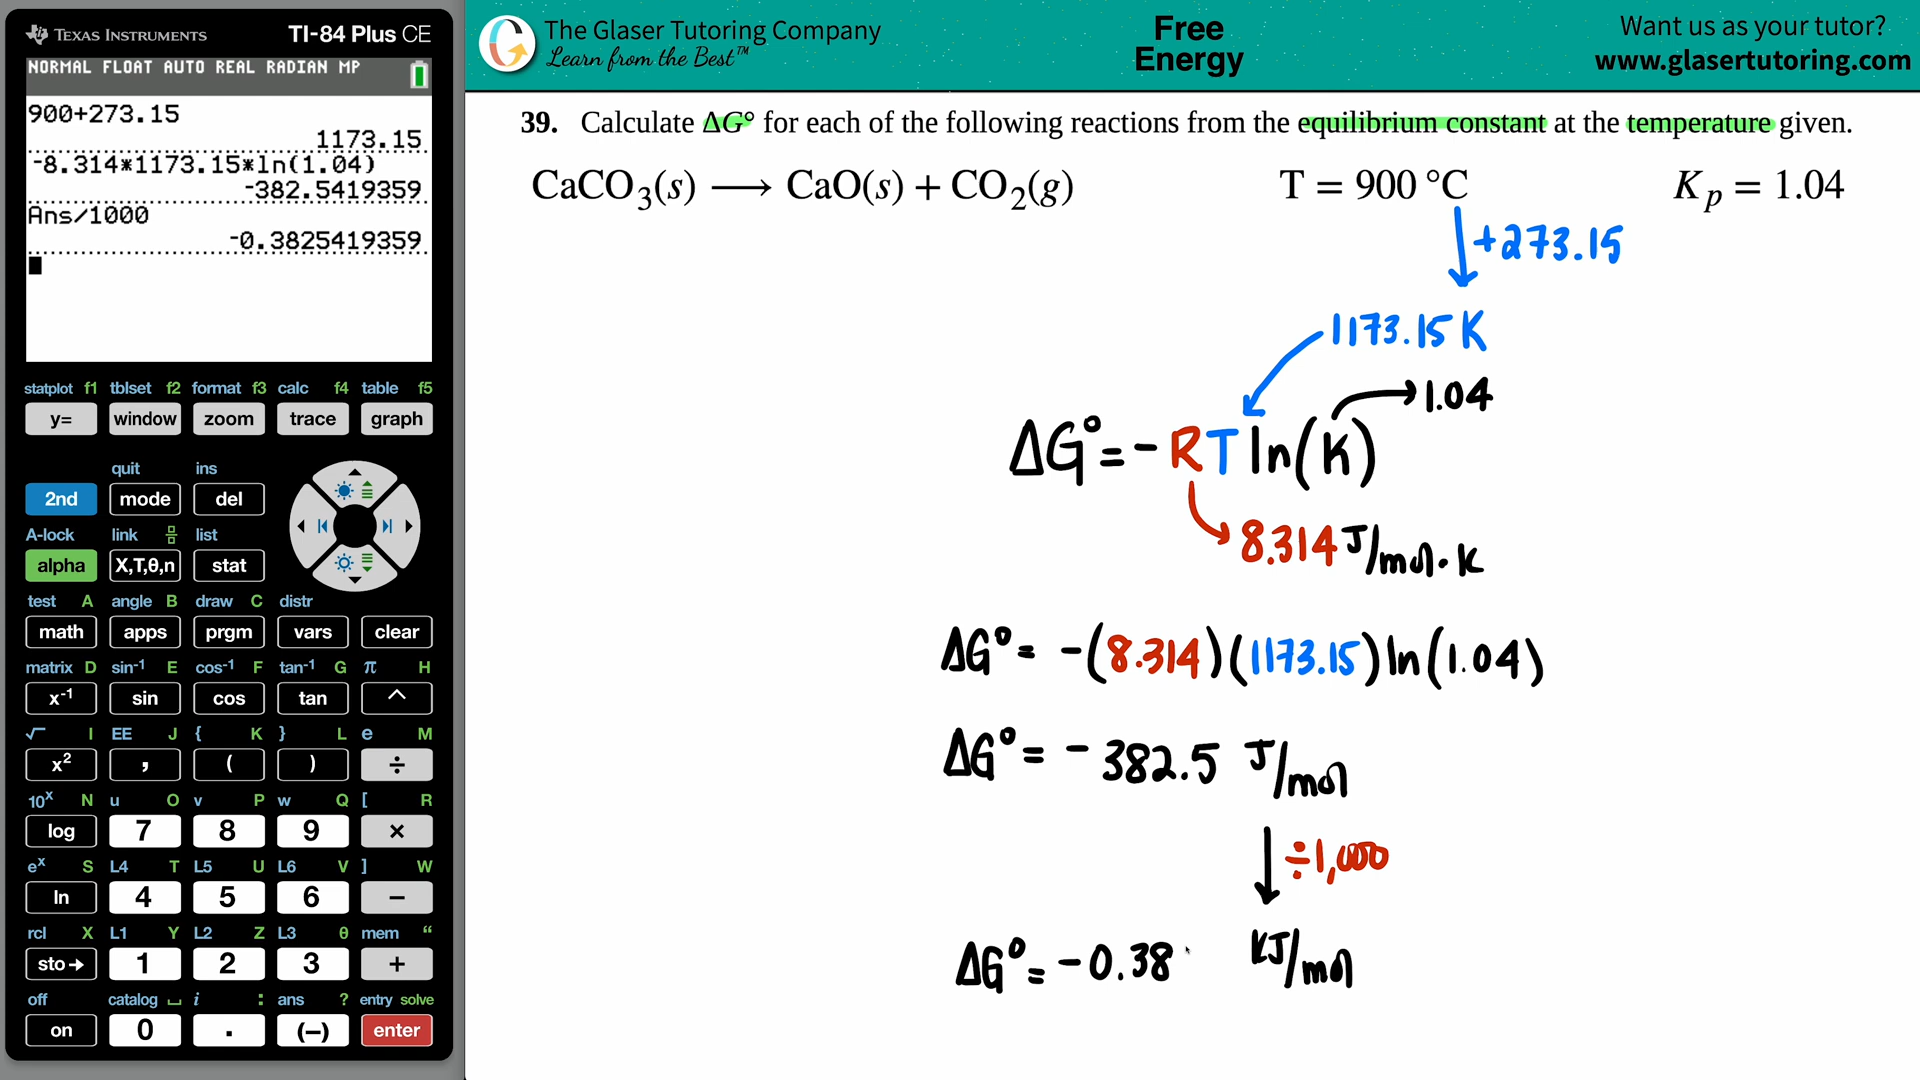 TEXAS INSTRUMENTS TI-84 Plus CE
NORMAL FLOAT AUTO REAL RADIAN MP
900+273.15
1173.15
-8.314*1173.15*ln(1.04)
-382.5419359
Ans/1000
-0.3825419359
statplot f1 tblset f2 format f3 calc f4 table f5
y= window zoom trace graph
quit ins
2nd mode del
A-lock link list
alpha X,T,θ,n stat
test A angle B draw C distr
math apps prgm vars clear
matrix D sin⁻¹ E cos⁻¹ F tan⁻¹ G π H
x⁻¹ sin cos tan ^
√ I EE J { K } L e M
x² , ( ) ÷
10ˣ N u O v P w Q [ R
log 7 8 9 ×
eˣ S L4 T L5 U L6 V ] W
ln 4 5 6 −
rcl X L1 Y L2 Z L3 θ mem “
sto→ 1 2 3 +
off catalog ⎵ i : ans ? entry solve
on 0 . (−) enter
The Glaser Tutoring Company
Learn from the Best™
Free
Energy
Want us as your tutor?
www.glasertutoring.com
39. Calculate ΔG° for each of the following reactions from the equilibrium constant at the temperature given.
CaCO₃(s) ⟶ CaO(s) + CO₂(g) T = 900 °C Kₚ = 1.04
+273.15
1173.15 K
1.04
ΔG° = -RT ln(K)
8.314 J/mol·K
ΔG° = -(8.314)(1173.15)ln(1.04)
ΔG° = -382.5 J/mol
÷1,000
ΔG° = -0.38 KJ/mol